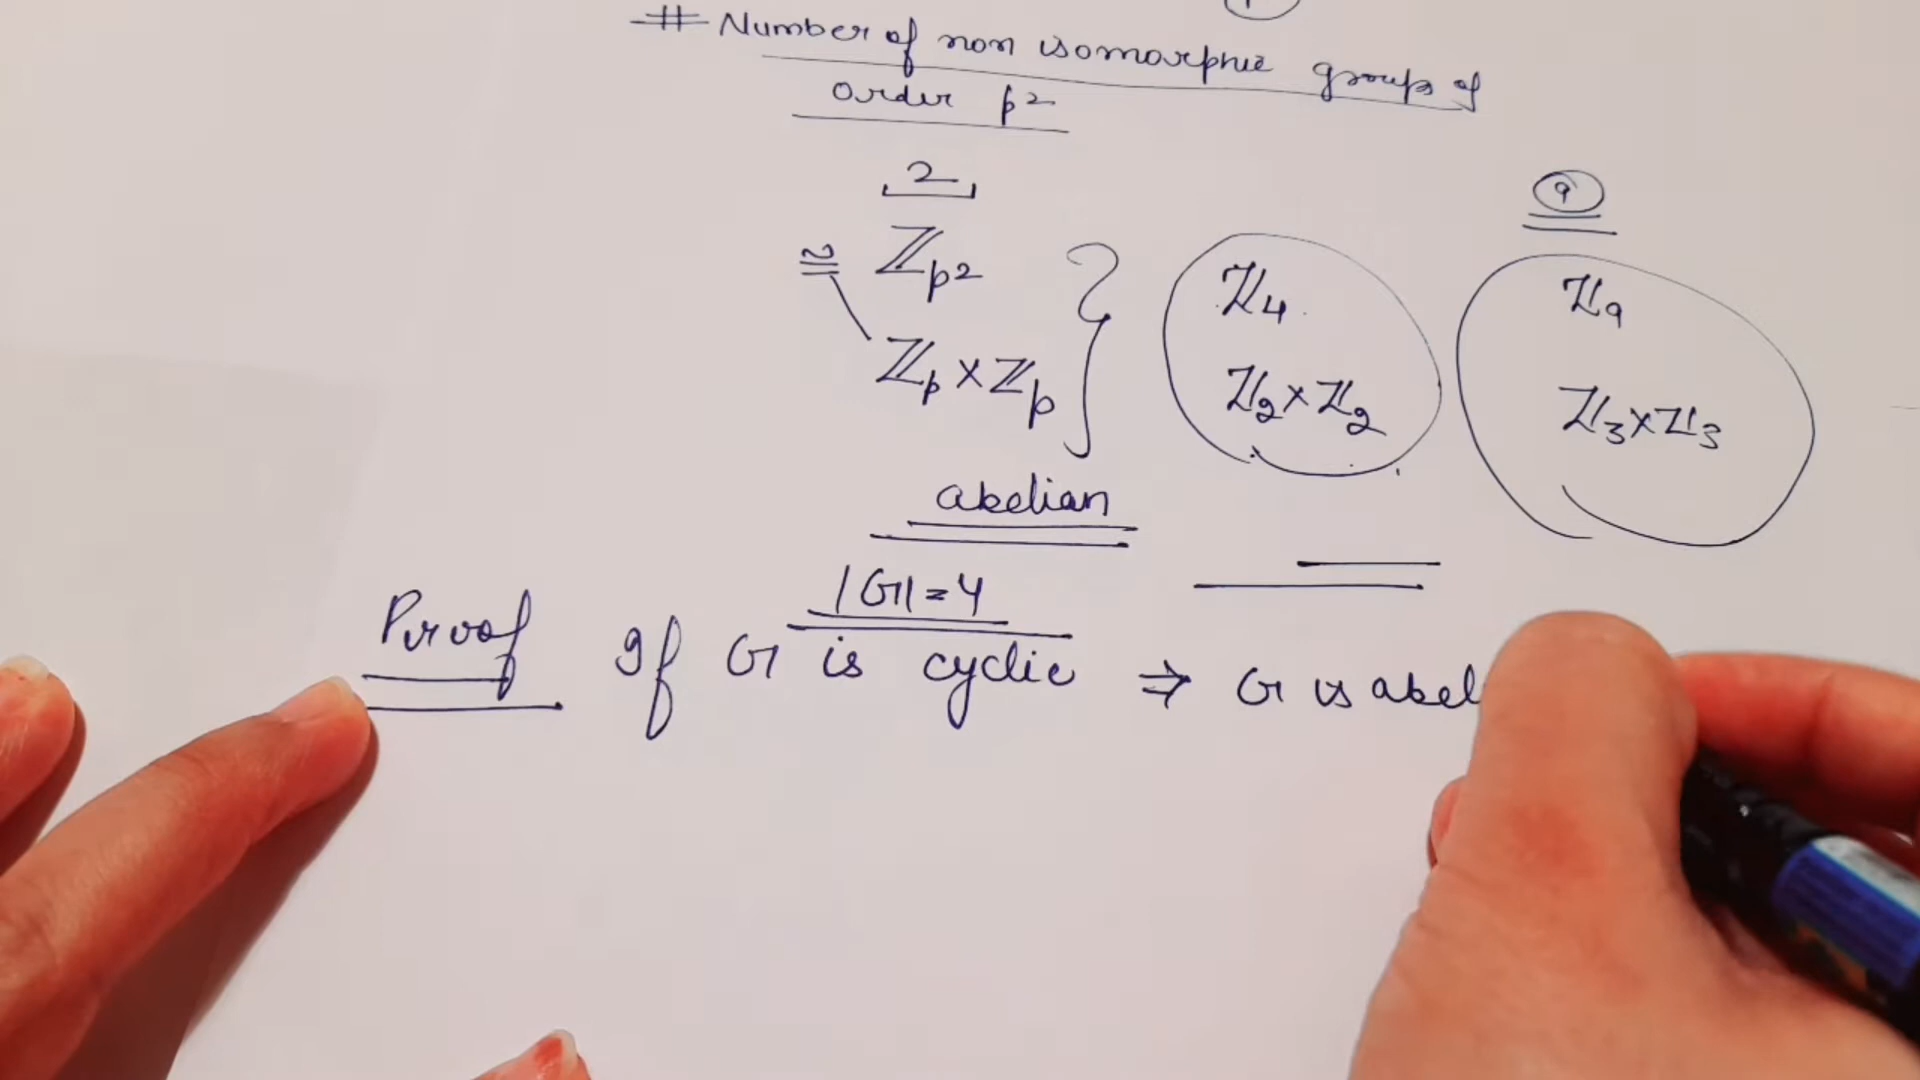 # Number of non isomorphic groups of
order p²
2
≅ ℤp²
ℤp × ℤp
ℤ4
ℤ2 × ℤ2
9
ℤ9
ℤ3 × ℤ3
abelian
|G| = 4
Proof If G is cyclic ⇒ G is abel